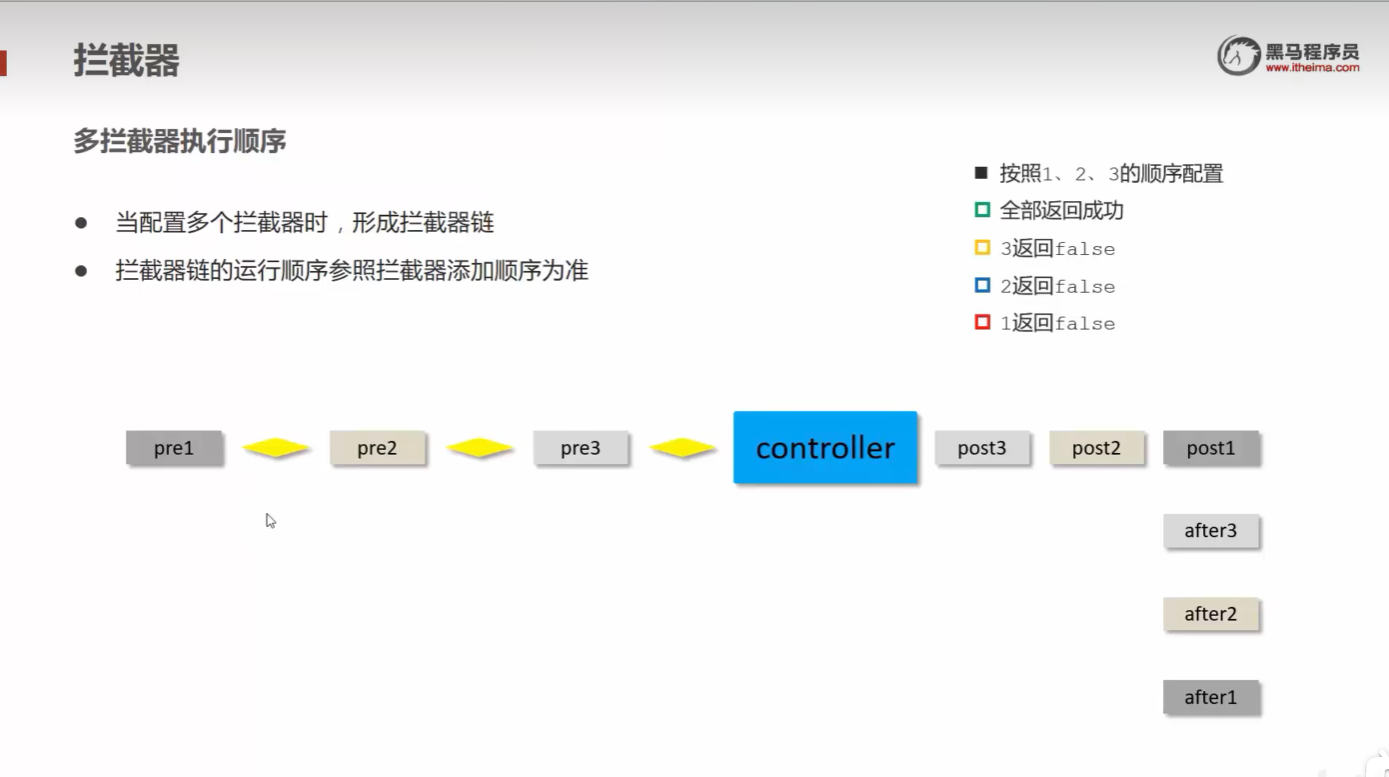 拦截器
黑马程序员
www.itheima.com
多拦截器执行顺序
当配置多个拦截器时，形成拦截器链
拦截器链的运行顺序参照拦截器添加顺序为准
按照1、2、3的顺序配置
全部返回成功
3返回false
2返回false
1返回false
pre1 pre2 pre3 controller post3 post2 post1
after3
after2
after1